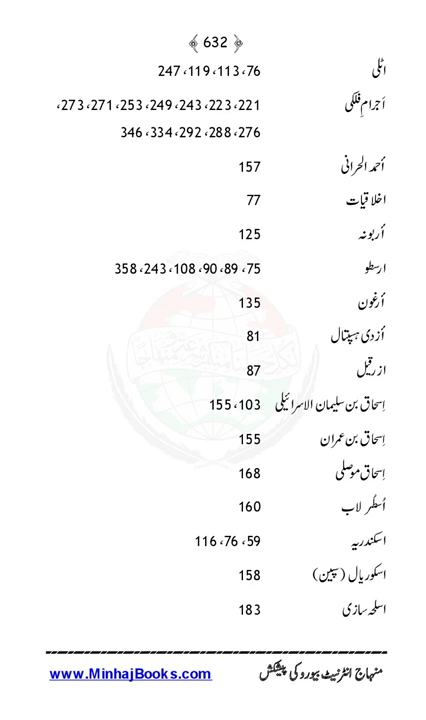 ﴿ 632 ﴾
اٹلی 76، 113، 119، 247
اَجرامِ فلکی 221، 223، 243، 249، 253، 271، 273،
276، 288، 292، 334، 346
اَحمد الحرانی 157
اخلاقیات 77
اَربونہ 125
ارسطو 75، 89، 90، 108، 243، 358
اَرغون 135
اَزدی ہسپتال 81
ازرقیل 87
اِسحاق بن سلیمان الاسرائیلی 103، 155
اِسحاق بن عمران 155
اِسحاق موصلی 168
اُسطُرلاب 160
اسکندریہ 59، 76، 116
اسکوریال (سپین) 158
اسلحہ سازی 183
منہاج انٹرنیٹ بیورو کی پیشکش www.MinhajBooks.com